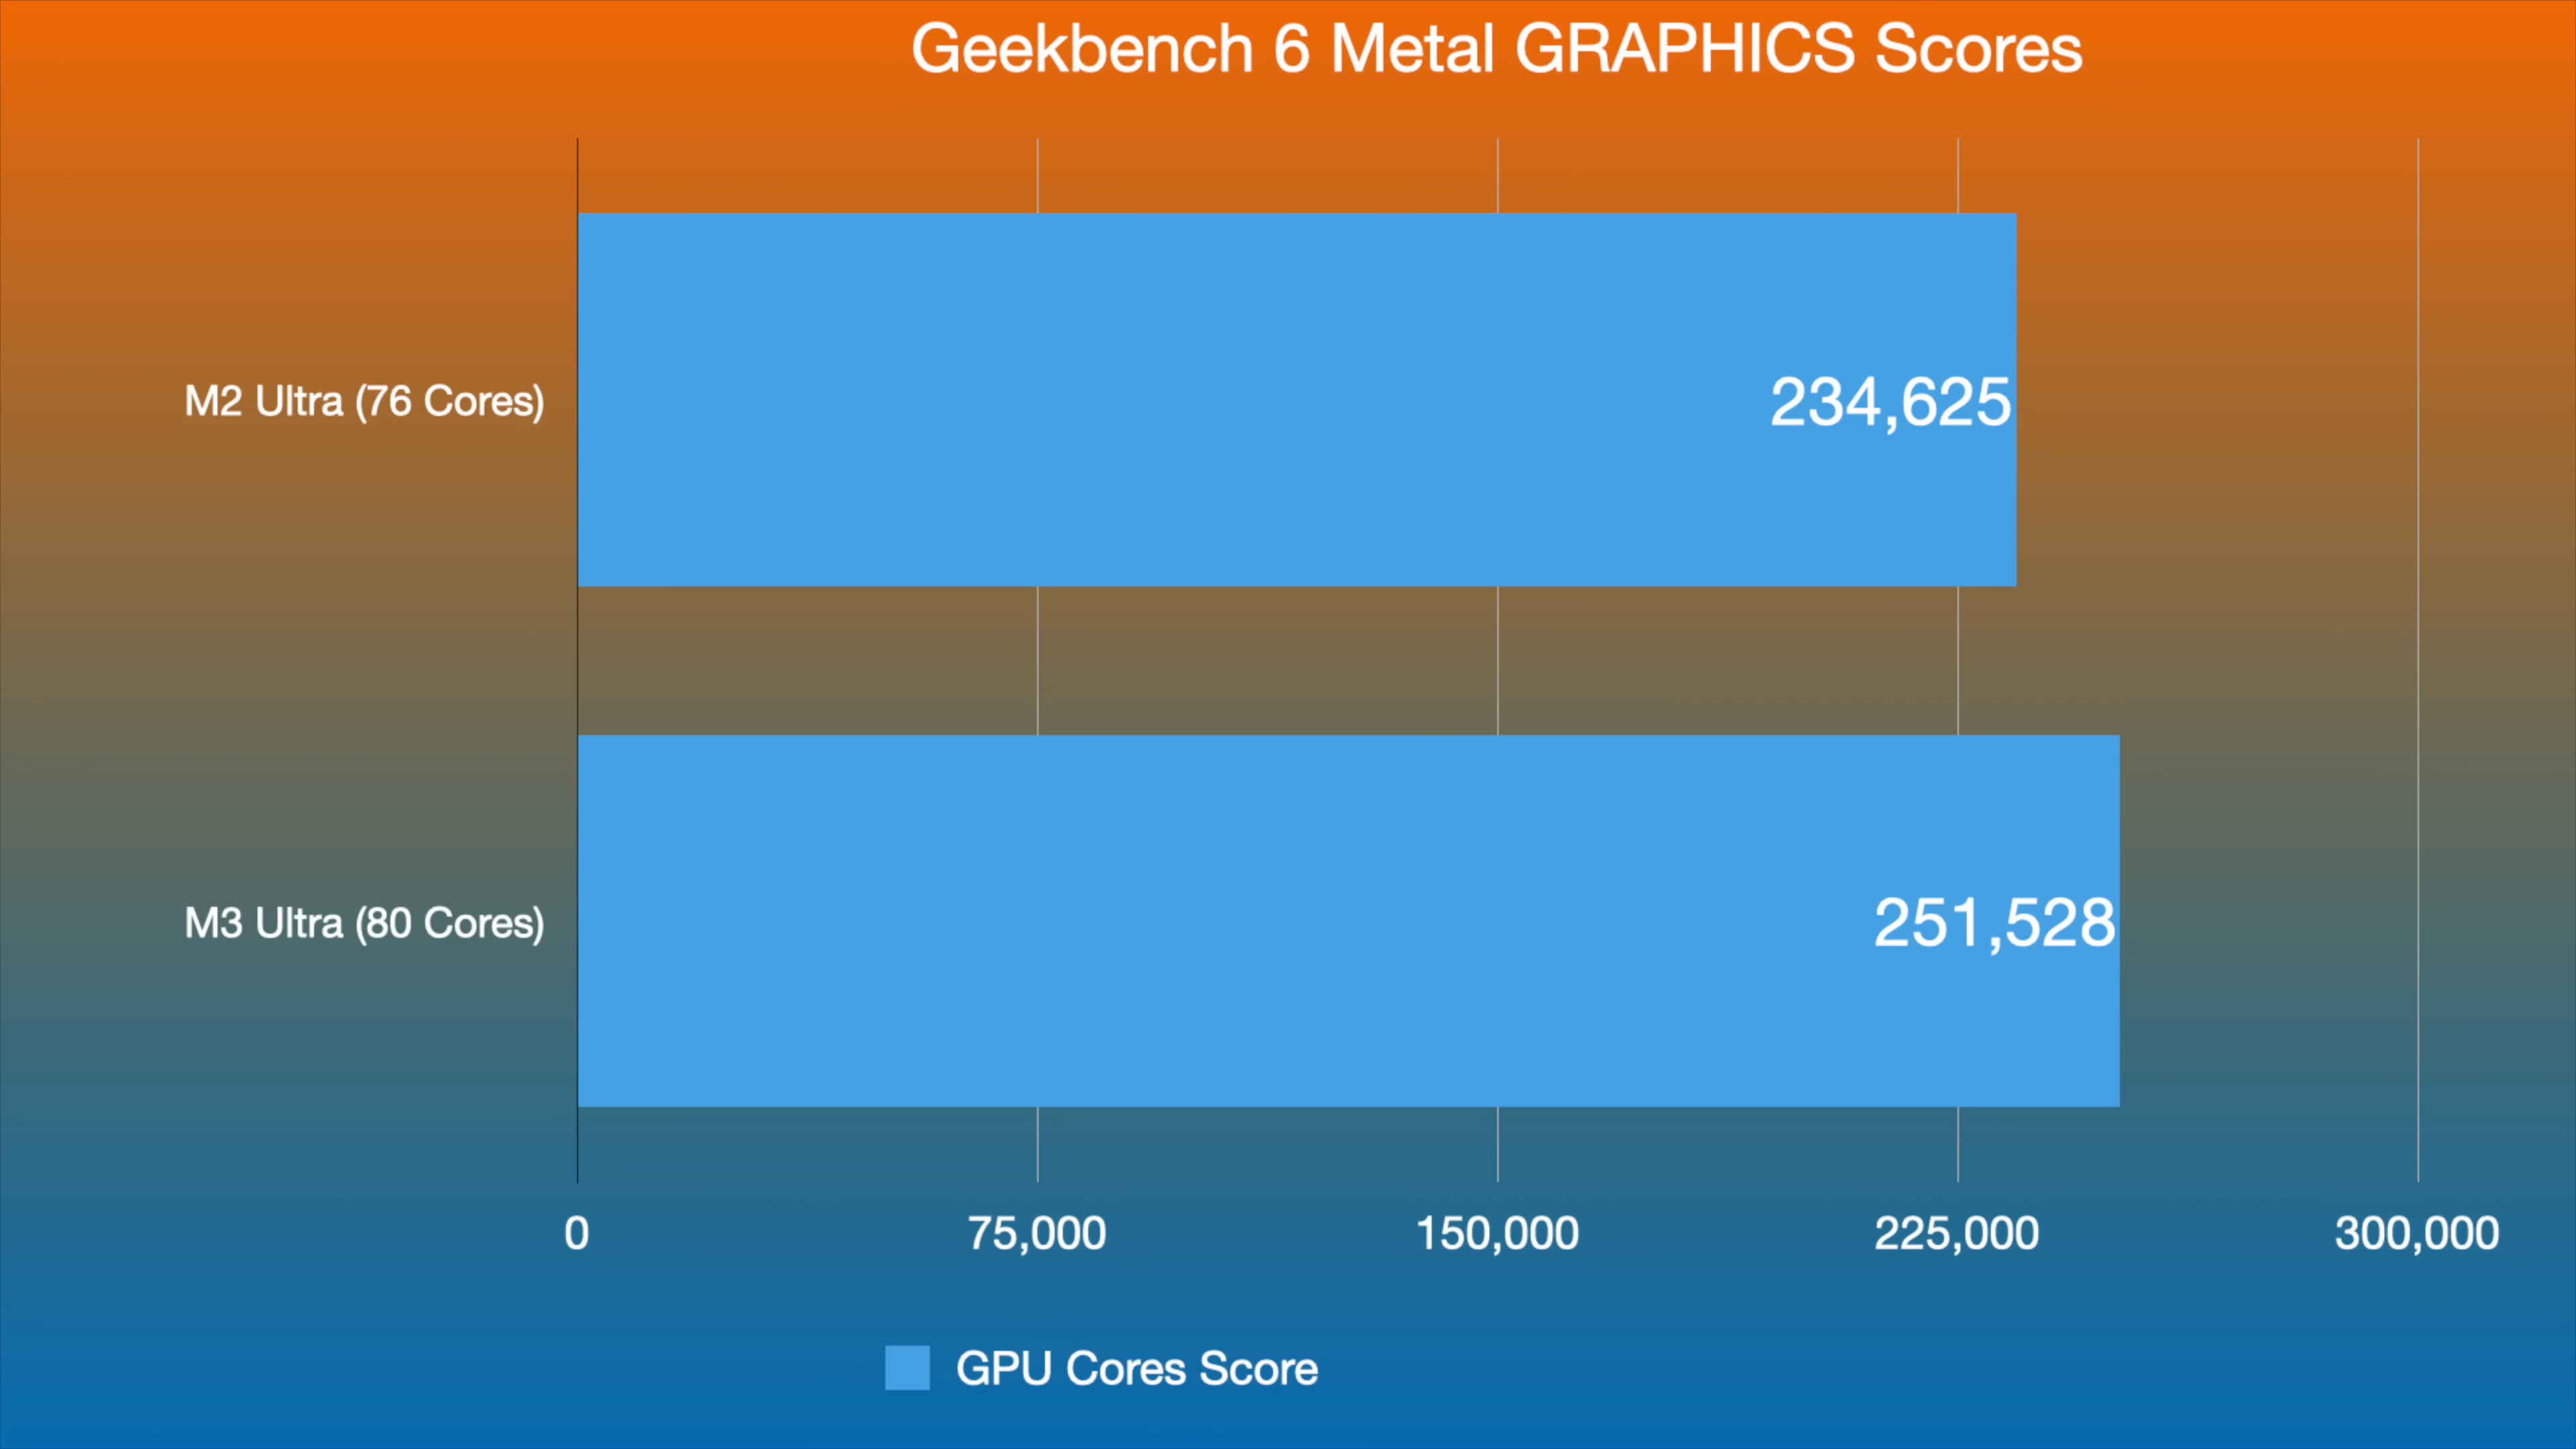 Geekbench 6 Metal GRAPHICS Scores
M2 Ultra (76 Cores)
234,625
M3 Ultra (80 Cores)
251,528
0
75,000
150,000
225,000
300,000
GPU Cores Score